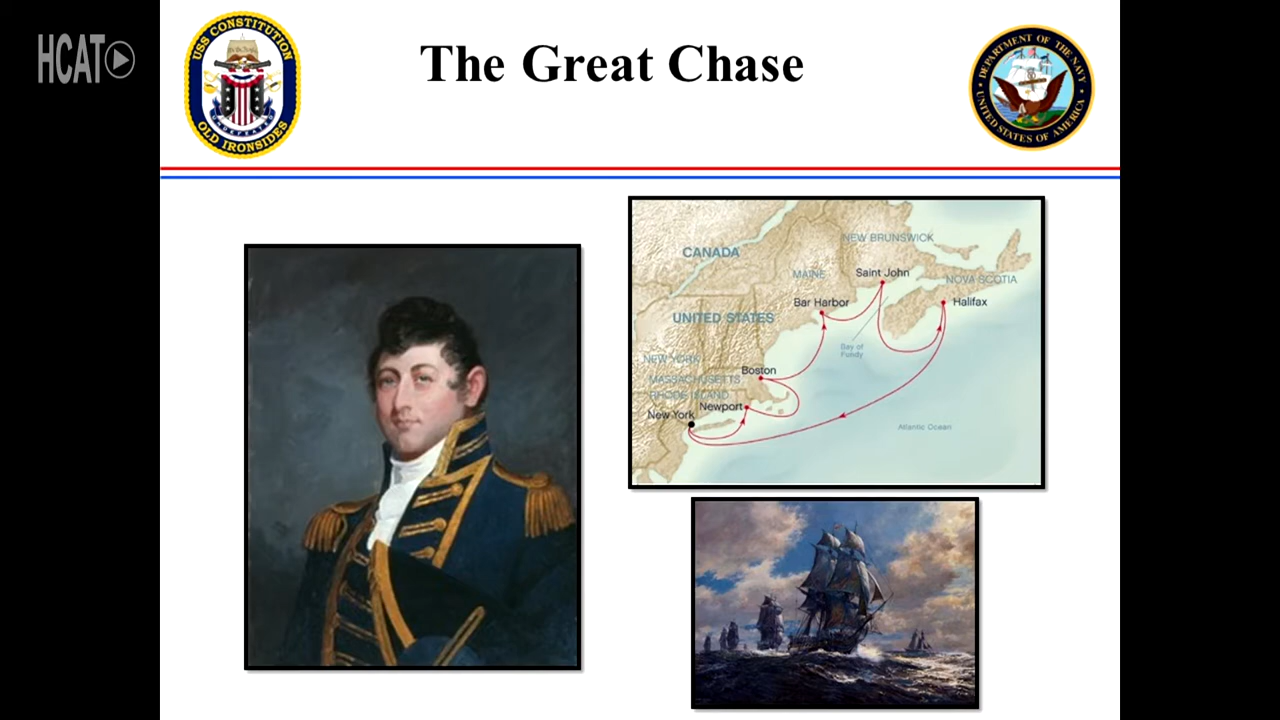 HCAT
USS CONSTITUTION
OLD IRONSIDES
The Great Chase
DEPARTMENT OF THE NAVY
UNITED STATES OF AMERICA
NEW BRUNSWICK
CANADA
MAINE
Saint John
NOVA SCOTIA
Bar Harbor
Halifax
UNITED STATES
Bay of
Fundy
NEW YORK
Boston
MASSACHUSETTS
RHODE ISLAND
Newport
New York
Atlantic Ocean